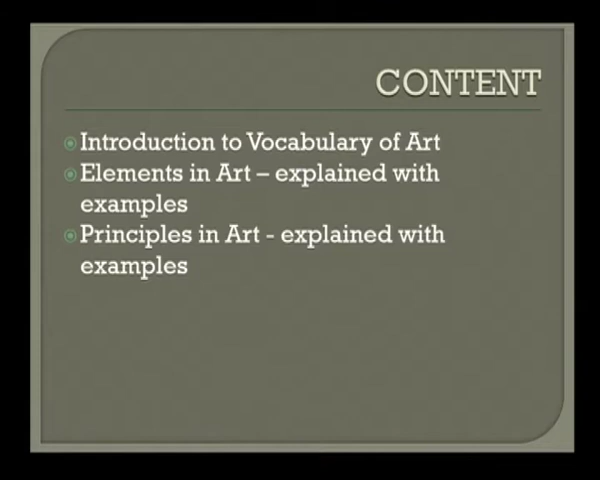 CONTENT
Introduction to Vocabulary of Art
Elements in Art – explained with
examples
Principles in Art - explained with
examples